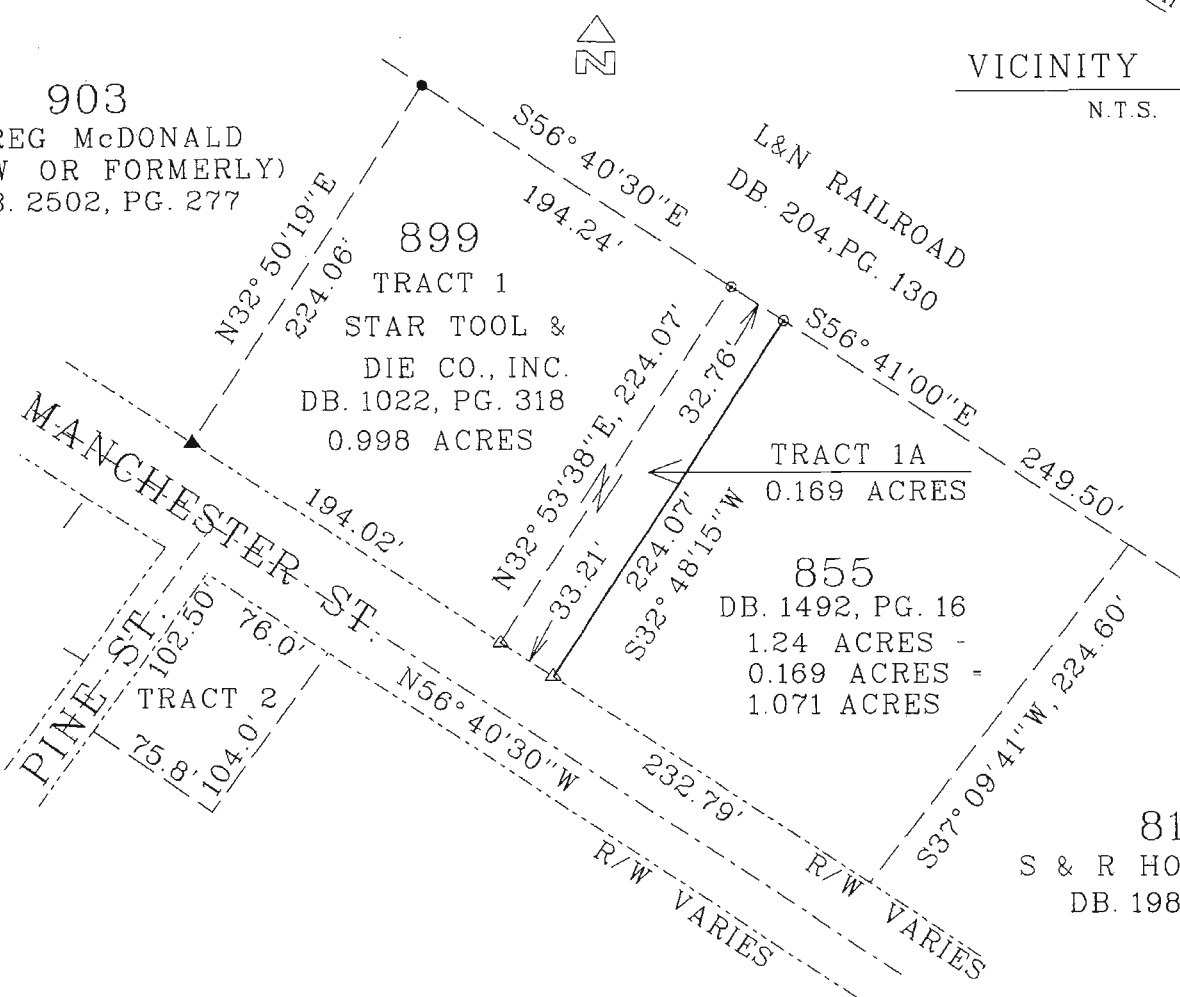 N
VICINITY
N.T.S.
903
REG McDONALD
W OR FORMERLY)
B. 2502, PG. 277
N32°50'19"E
224.06'
S56°40'30"E
194.24'
L&N RAILROAD
DB. 204, PG. 130
899
TRACT 1
STAR TOOL &
DIE CO., INC.
DB. 1022, PG. 318
0.998 ACRES
N32°53'38"E, 224.07'
32.76'
33.21'
224.07'
S32°48'15"W
S56°41'00"E
249.50'
TRACT 1A
0.169 ACRES
855
DB. 1492, PG. 16
1.24 ACRES -
0.169 ACRES =
1.071 ACRES
S37°09'41"W, 224.60'
MANCHESTER ST.
194.02'
PINE ST.
102.50'
76.0'
TRACT 2
75.8'
104.0'
N56°40'30"W
232.79'
R/W VARIES
R/W VARIES
81
S & R HO
DB. 198